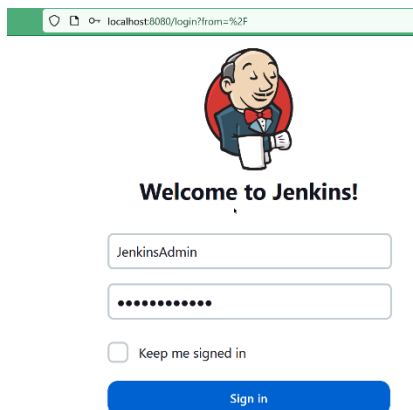 localhost:8080/login?from=%2F
Welcome to Jenkins!
JenkinsAdmin
••••••••••••
Keep me signed in
Sign in